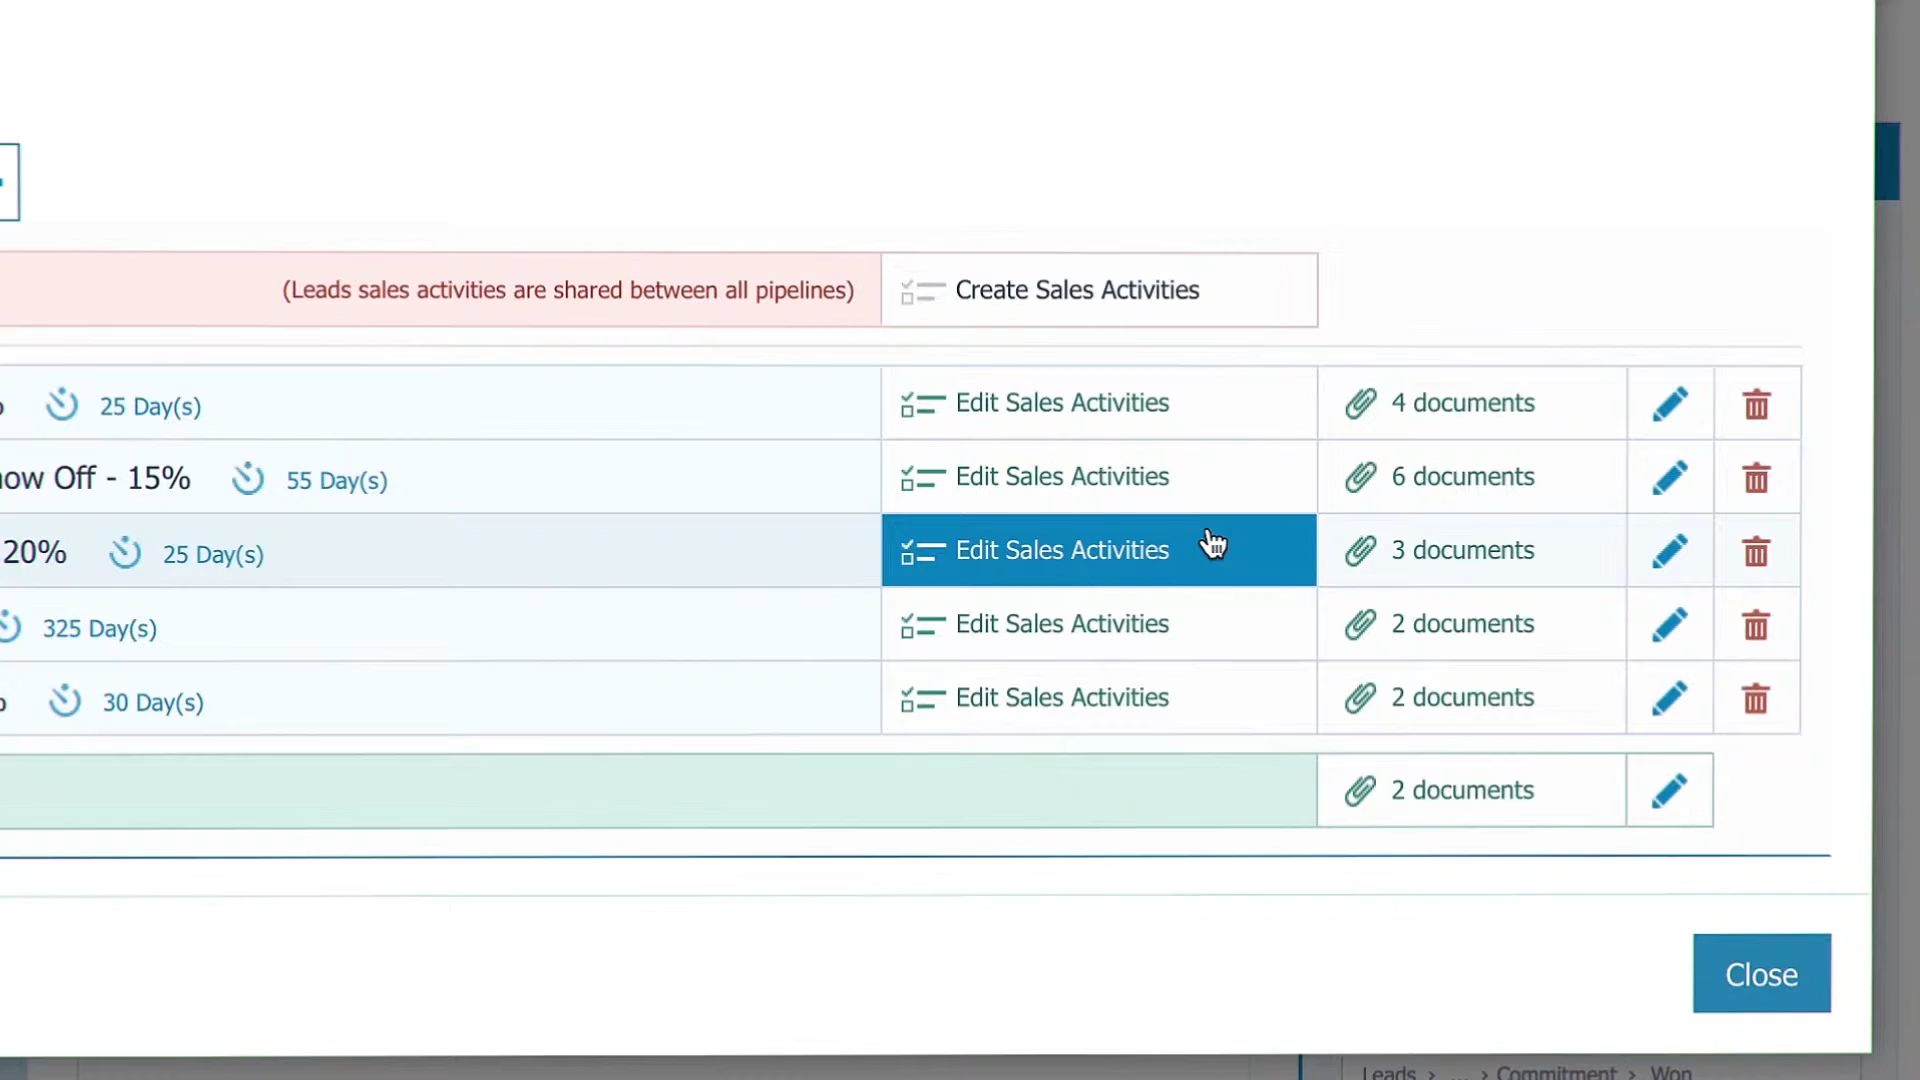 (Leads sales activities are shared between all pipelines) Create Sales Activities
25 Day(s) Edit Sales Activities 4 documents
ow Off - 15% 55 Day(s) Edit Sales Activities 6 documents
20% 25 Day(s) Edit Sales Activities 3 documents
325 Day(s) Edit Sales Activities 2 documents
30 Day(s) Edit Sales Activities 2 documents
2 documents
Close
Leads > ... > Commitment > Won